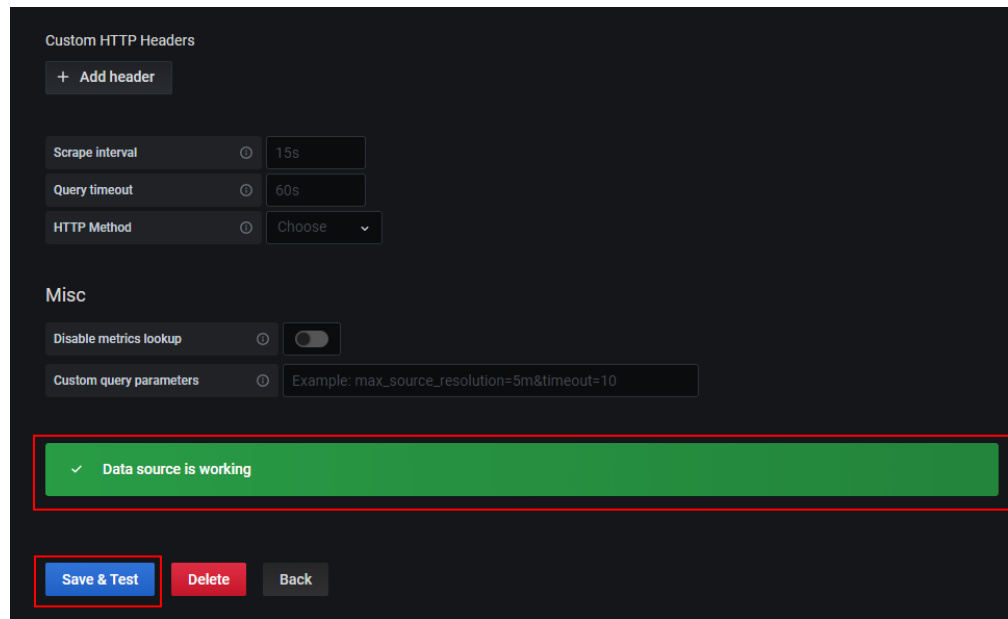 Custom HTTP Headers
+ Add header
Scrape interval 15s
Query timeout 60s
HTTP Method Choose
Misc
Disable metrics lookup
Custom query parameters Example: max_source_resolution=5m&timeout=10
Data source is working
Save & Test Delete Back